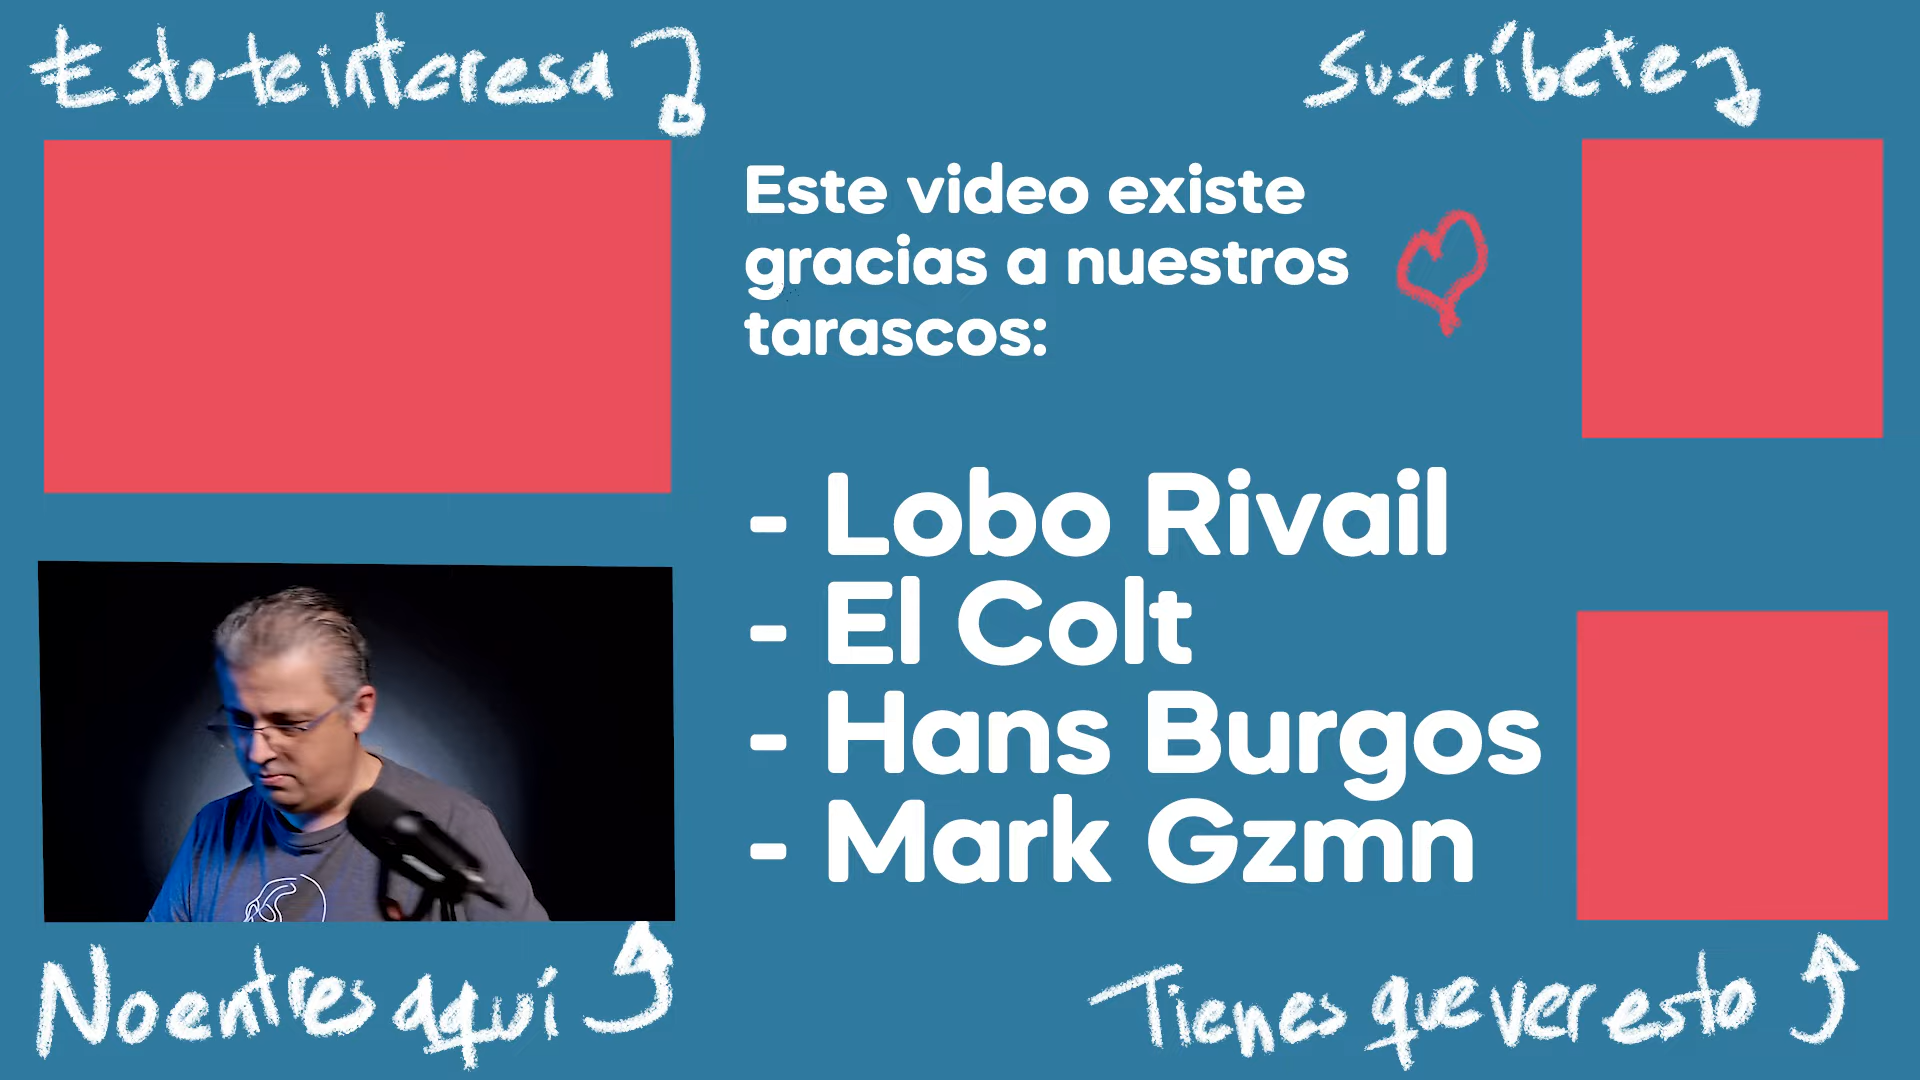 Esto te interesa
Suscríbete
Este video existe
gracias a nuestros
tarascos:
- Lobo Rivail
- El Colt
- Hans Burgos
- Mark Gzmn
No entres aquí
Tienes que ver esto